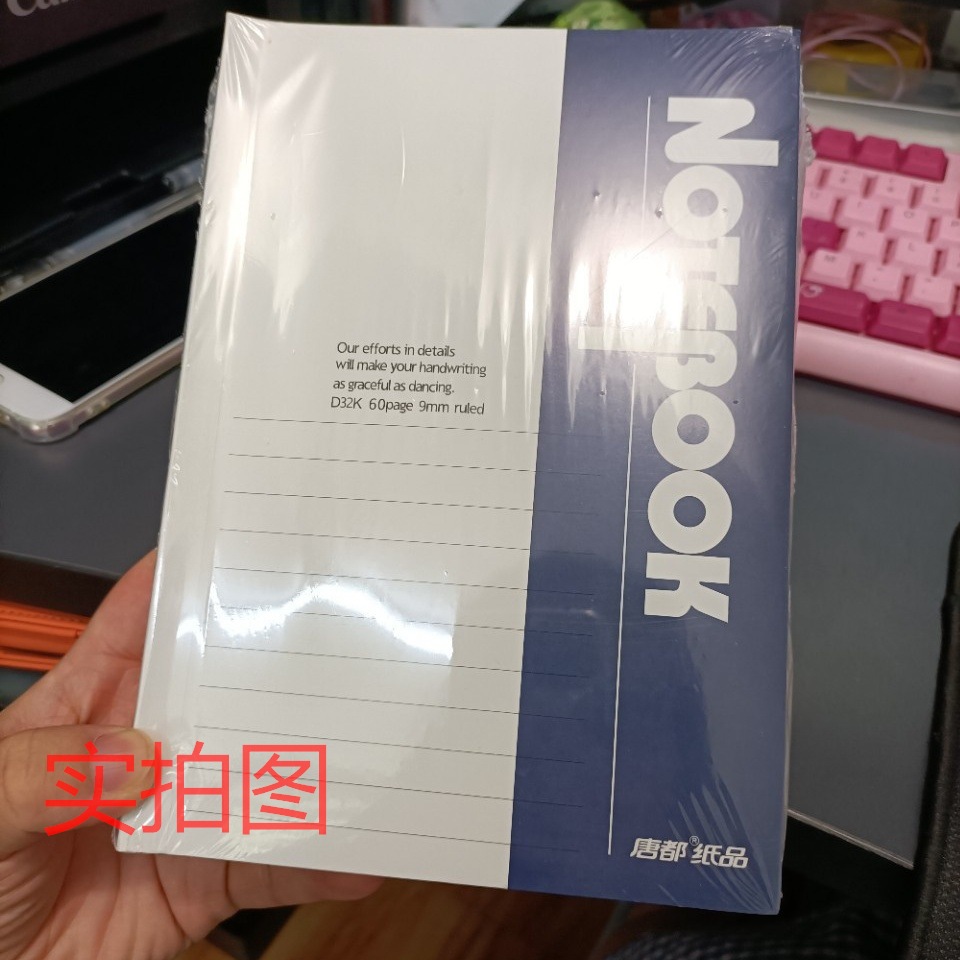 NOTEBOOK
Our efforts in details
will make your handwriting
as graceful as dancing.
D32K 60page 9mm ruled
实拍图
唐都®纸品